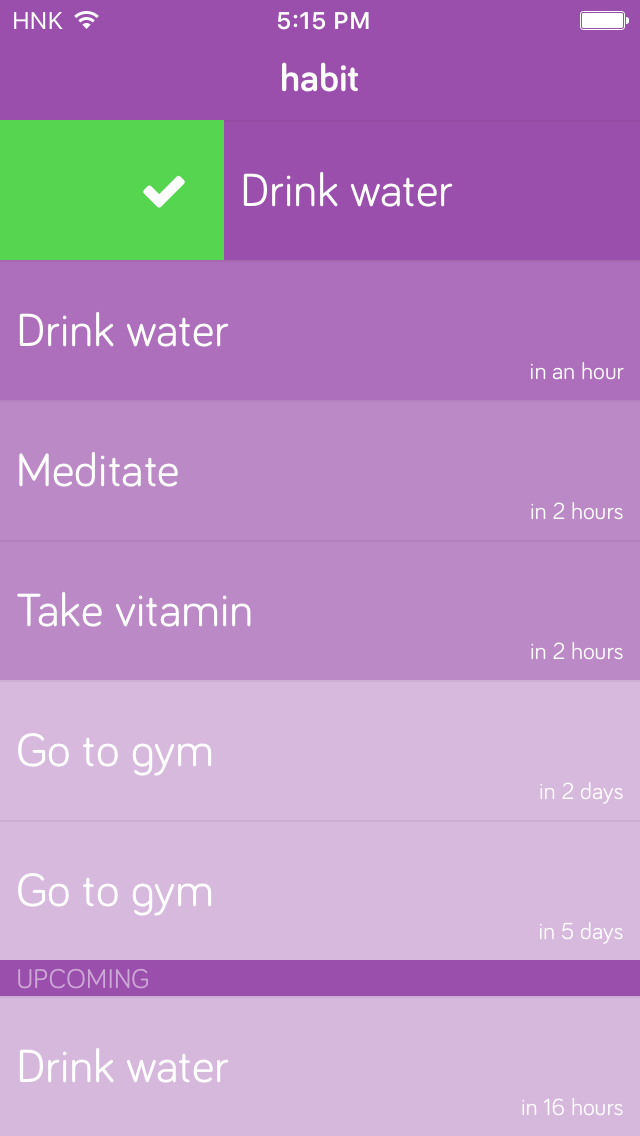 HNK 5:15 PM
habit
Drink water
Drink water
in an hour
Meditate
in 2 hours
Take vitamin
in 2 hours
Go to gym
in 2 days
Go to gym
in 5 days
UPCOMING
Drink water
in 16 hours